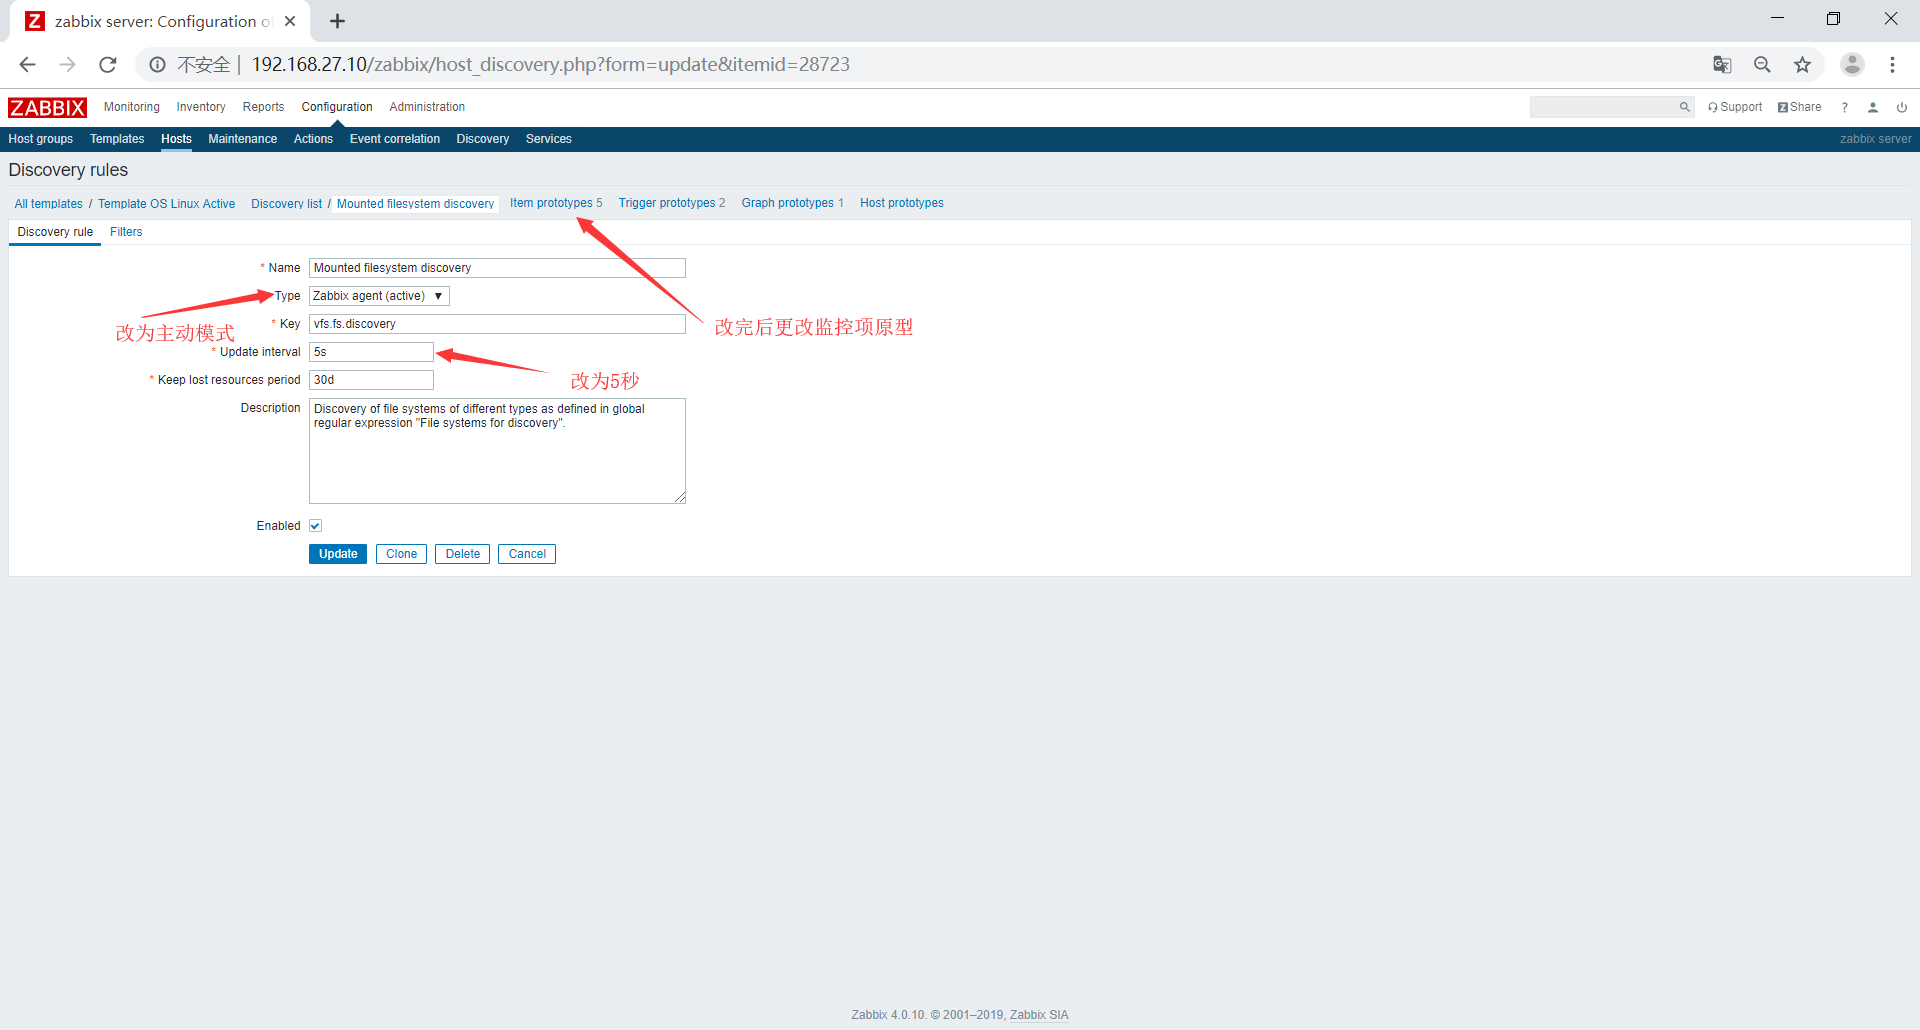 Z zabbix server: Configuration o
不安全 | 192.168.27.10/zabbix/host_discovery.php?form=update&itemid=28723
ZABBIX Monitoring Inventory Reports Configuration Administration Support Z Share ?
Host groups Templates Hosts Maintenance Actions Event correlation Discovery Services zabbix server
Discovery rules
All templates / Template OS Linux Active Discovery list / Mounted filesystem discovery Item prototypes 5 Trigger prototypes 2 Graph prototypes 1 Host prototypes
Discovery rule Filters
* Name Mounted filesystem discovery
Type Zabbix agent (active) ▼
改为主动模式
* Key vfs.fs.discovery
改完后更改监控项原型
* Update interval 5s
改为5秒
* Keep lost resources period 30d
Description Discovery of file systems of different types as defined in global
regular expression "File systems for discovery".
Enabled
Update Clone Delete Cancel
Zabbix 4.0.10. © 2001–2019, Zabbix SIA